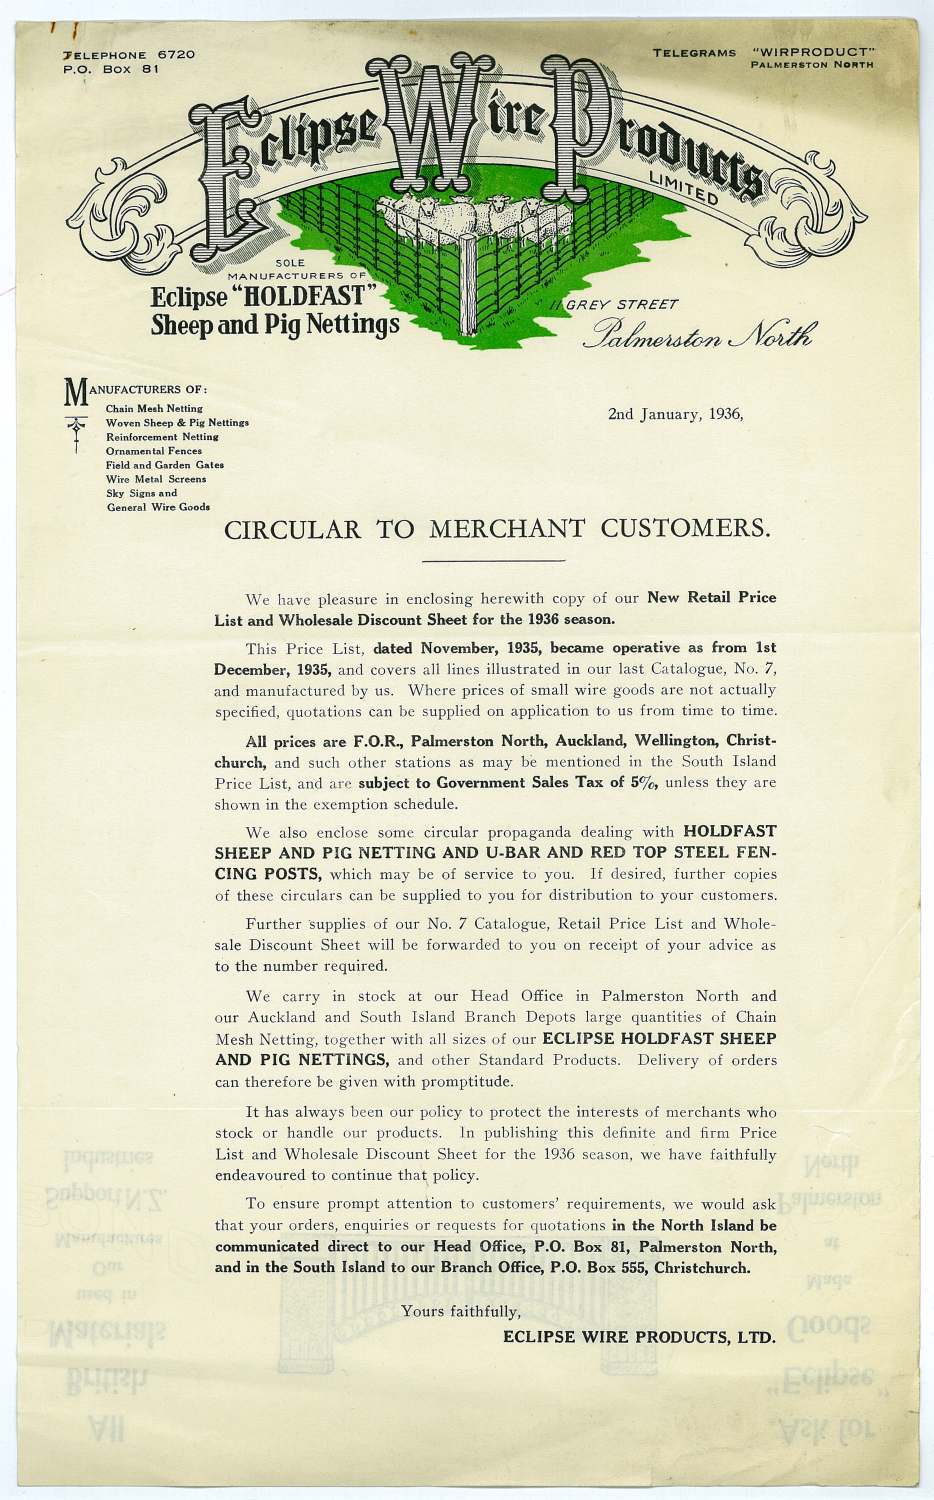 TELEPHONE 6720
P.O. BOX 81
TELEGRAMS "WIRPRODUCT"
PALMERSTON NORTH
Eclipse Wire Products
LIMITED
SOLE
MANUFACTURERS OF
Eclipse "HOLDFAST"
Sheep and Pig Nettings
11 GREY STREET
Palmerston North
MANUFACTURERS OF:
Chain Mesh Netting
Woven Sheep & Pig Nettings
Reinforcement Netting
Ornamental Fences
Field and Garden Gates
Wire Metal Screens
Sky Signs and
General Wire Goods
2nd January, 1936,
CIRCULAR TO MERCHANT CUSTOMERS.
We have pleasure in enclosing herewith copy of our New Retail Price
List and Wholesale Discount Sheet for the 1936 season.
This Price List, dated November, 1935, became operative as from 1st
December, 1935, and covers all lines illustrated in our last Catalogue, No. 7,
and manufactured by us. Where prices of small wire goods are not actually
specified, quotations can be supplied on application to us from time to time.
All prices are F.O.R., Palmerston North, Auckland, Wellington, Christ-
church, and such other stations as may be mentioned in the South Island
Price List, and are subject to Government Sales Tax of 5%, unless they are
shown in the exemption schedule.
We also enclose some circular propaganda dealing with HOLDFAST
SHEEP AND PIG NETTING AND U-BAR AND RED TOP STEEL FEN-
CING POSTS, which may be of service to you. If desired, further copies
of these circulars can be supplied to you for distribution to your customers.
Further supplies of our No. 7 Catalogue, Retail Price List and Whole-
sale Discount Sheet will be forwarded to you on receipt of your advice as
to the number required.
We carry in stock at our Head Office in Palmerston North and
our Auckland and South Island Branch Depots large quantities of Chain
Mesh Netting, together with all sizes of our ECLIPSE HOLDFAST SHEEP
AND PIG NETTINGS, and other Standard Products. Delivery of orders
can therefore be given with promptitude.
It has always been our policy to protect the interests of merchants who
stock or handle our products. In publishing this definite and firm Price
List and Wholesale Discount Sheet for the 1936 season, we have faithfully
endeavoured to continue that policy.
To ensure prompt attention to customers' requirements, we would ask
that your orders, enquiries or requests for quotations in the North Island be
communicated direct to our Head Office, P.O. Box 81, Palmerston North,
and in the South Island to our Branch Office, P.O. Box 555, Christchurch.
Yours faithfully,
ECLIPSE WIRE PRODUCTS, LTD.
All
British
Materials
used in
Our
Manufactures
Support N.Z.
Industries
Ask for
"Eclipse"
Goods
Made
at
Palmerston
North